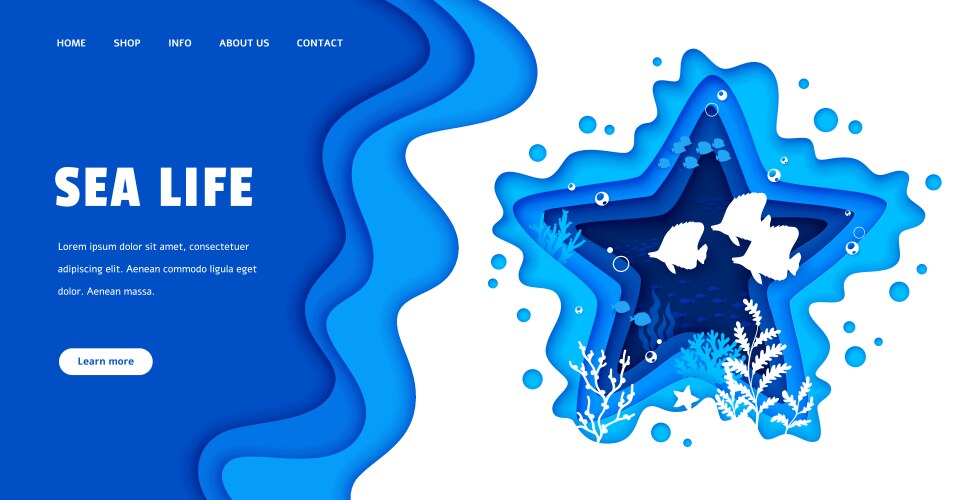 HOME SHOP INFO ABOUT US CONTACT
SEA LIFE
Lorem ipsum dolor sit amet, consectetuer
adipiscing elit. Aenean commodo ligula eget
dolor. Aenean massa.
Learn more